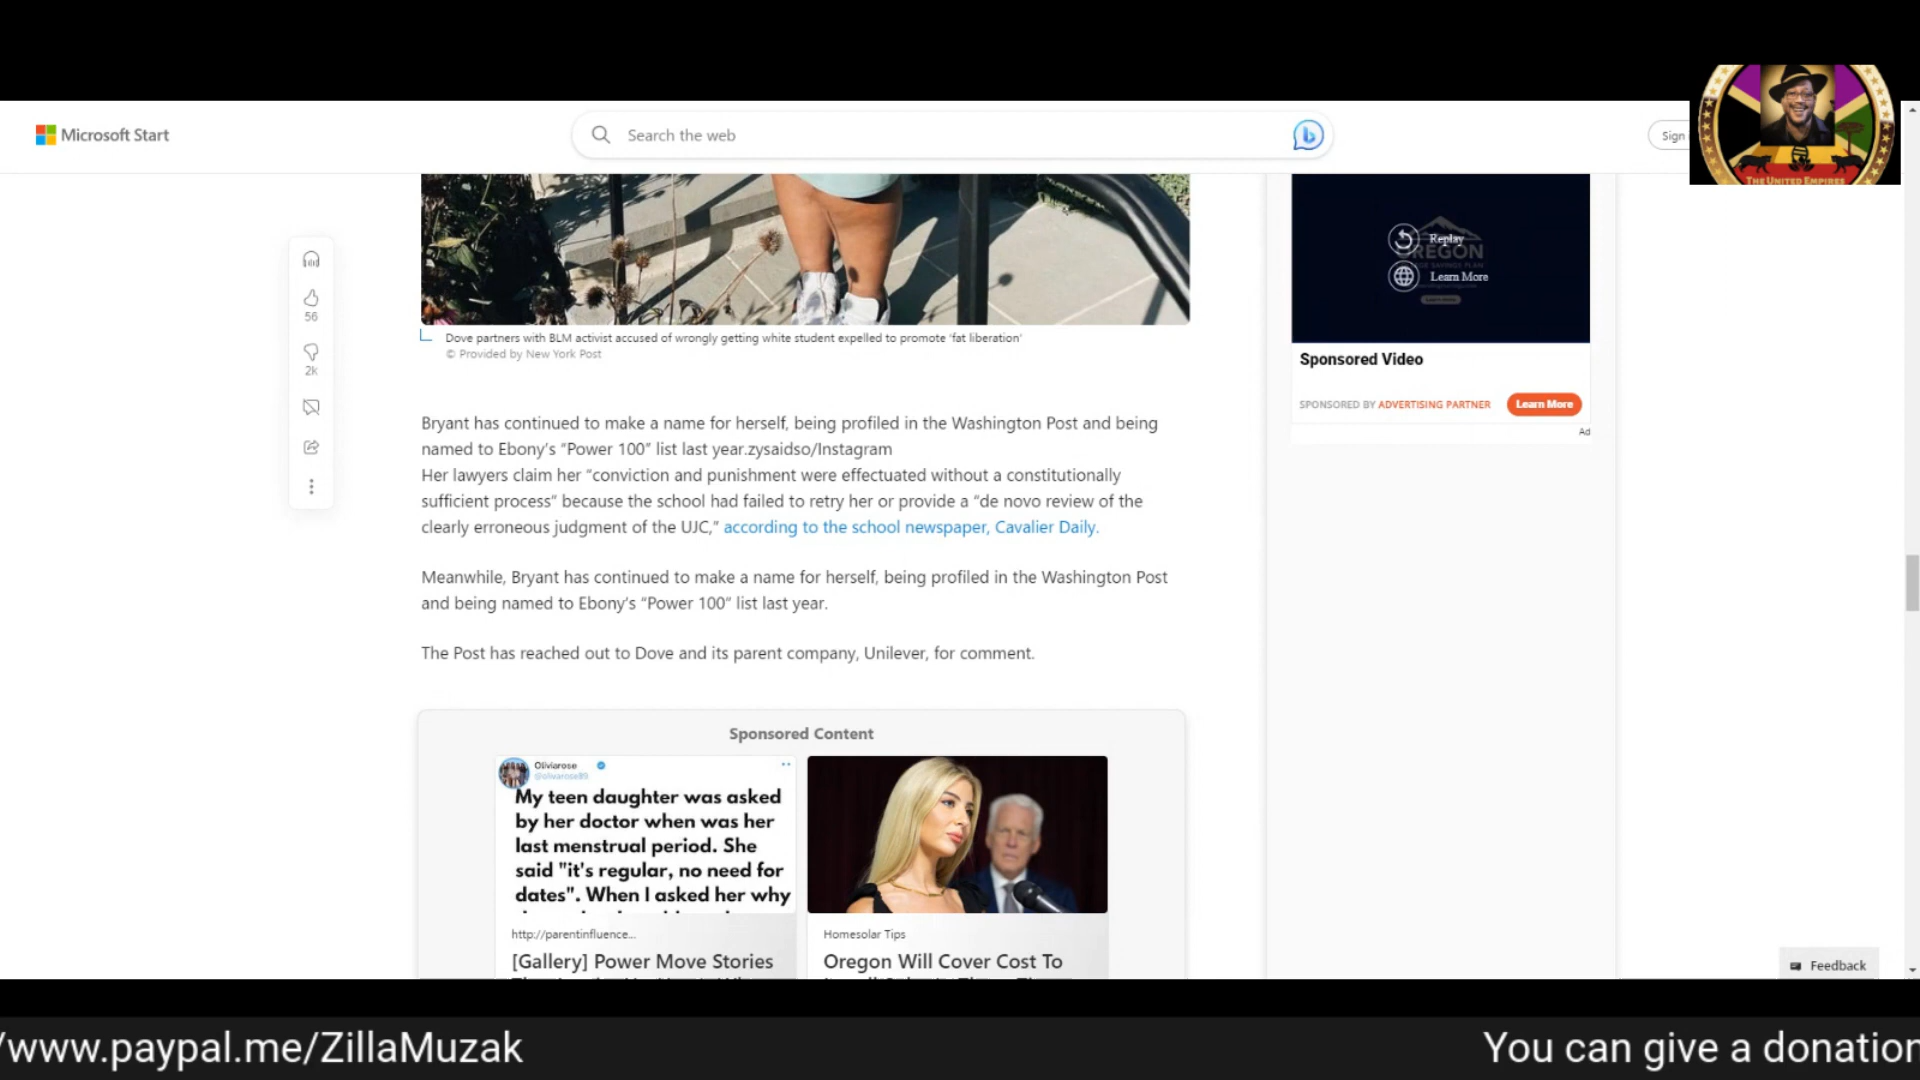 Microsoft Start
Search the web
Sign
THE UNITED EMPIRES
Replay
OREGON
Learn More
56
2k
Dove partners with BLM activist accused of wrongly getting white student expelled to promote 'fat liberation'
© Provided by New York Post
Sponsored Video
SPONSORED BY ADVERTISING PARTNER
Learn More
Ad
Bryant has continued to make a name for herself, being profiled in the Washington Post and being
named to Ebony's “Power 100” list last year.zysaidso/Instagram
Her lawyers claim her “conviction and punishment were effectuated without a constitutionally
sufficient process” because the school had failed to retry her or provide a “de novo review of the
clearly erroneous judgment of the UJC,” according to the school newspaper, Cavalier Daily.
Meanwhile, Bryant has continued to make a name for herself, being profiled in the Washington Post
and being named to Ebony's “Power 100” list last year.
The Post has reached out to Dove and its parent company, Unilever, for comment.
Sponsored Content
Oliviarose
@olivarose89
My teen daughter was asked
by her doctor when was her
last menstrual period. She
said "it's regular, no need for
dates". When I asked her why
http://parentinfluence...
[Gallery] Power Move Stories
Homesolar Tips
Oregon Will Cover Cost To
Feedback
/www.paypal.me/ZillaMuzak
You can give a donation